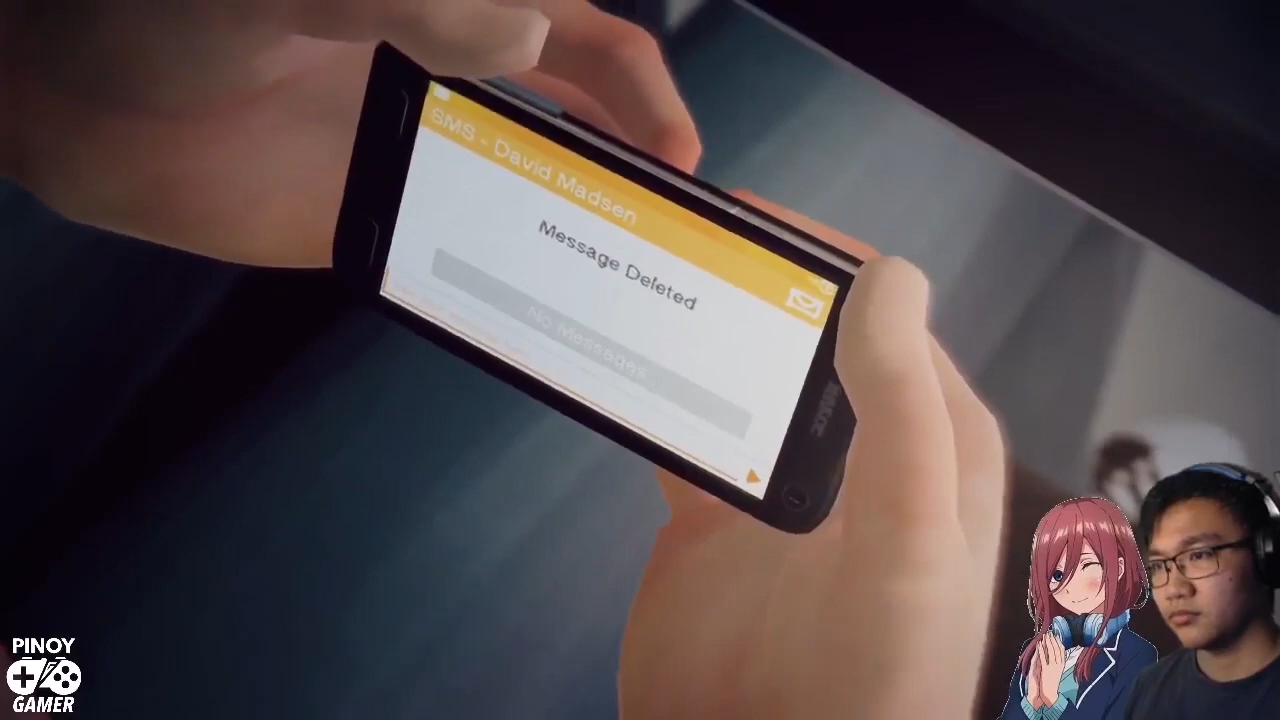 SMS - David Madsen
Message Deleted
No Messages
PINOY
GAMER